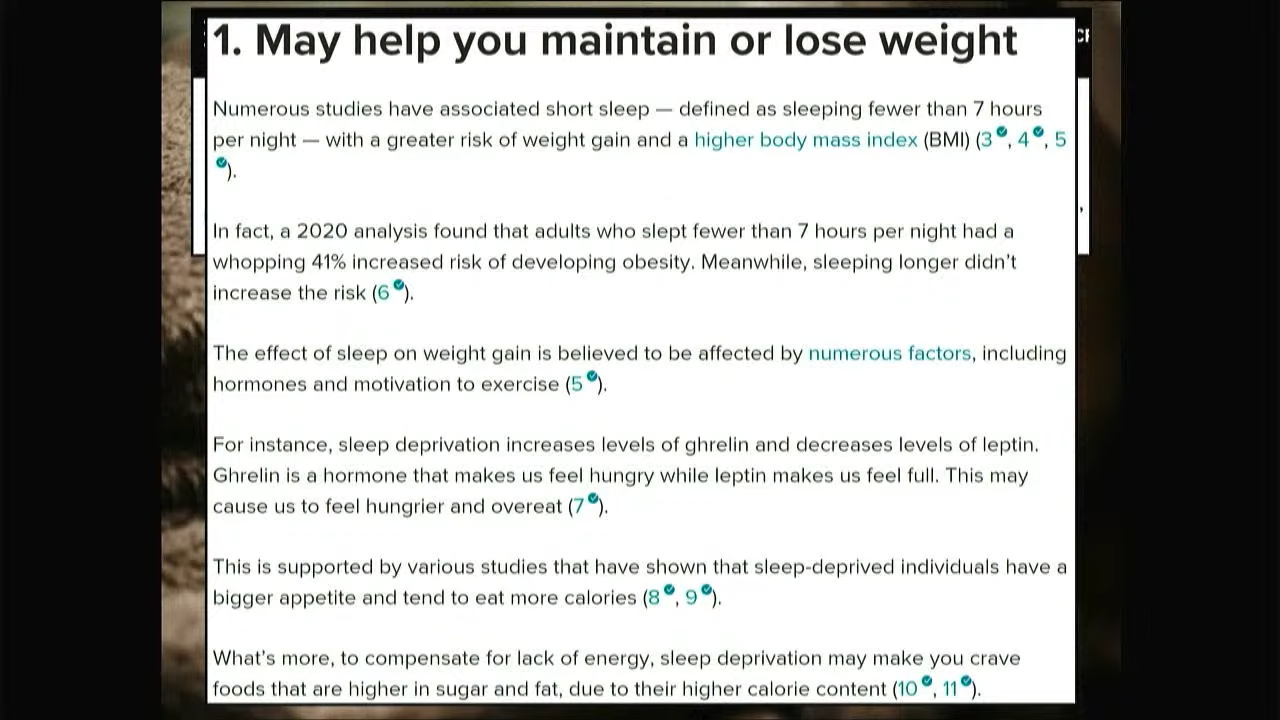 1. May help you maintain or lose weight
Numerous studies have associated short sleep — defined as sleeping fewer than 7 hours
per night — with a greater risk of weight gain and a higher body mass index (BMI) (3, 4, 5
).
In fact, a 2020 analysis found that adults who slept fewer than 7 hours per night had a
whopping 41% increased risk of developing obesity. Meanwhile, sleeping longer didn't
increase the risk (6).
The effect of sleep on weight gain is believed to be affected by numerous factors, including
hormones and motivation to exercise (5).
For instance, sleep deprivation increases levels of ghrelin and decreases levels of leptin.
Ghrelin is a hormone that makes us feel hungry while leptin makes us feel full. This may
cause us to feel hungrier and overeat (7).
This is supported by various studies that have shown that sleep-deprived individuals have a
bigger appetite and tend to eat more calories (8, 9).
What's more, to compensate for lack of energy, sleep deprivation may make you crave
foods that are higher in sugar and fat, due to their higher calorie content (10, 11).